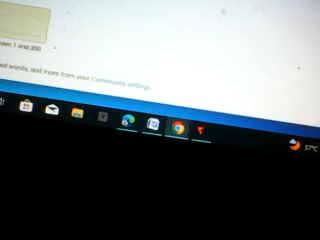 een 1 and 300
ed words, and more from your Community settings.
37°C